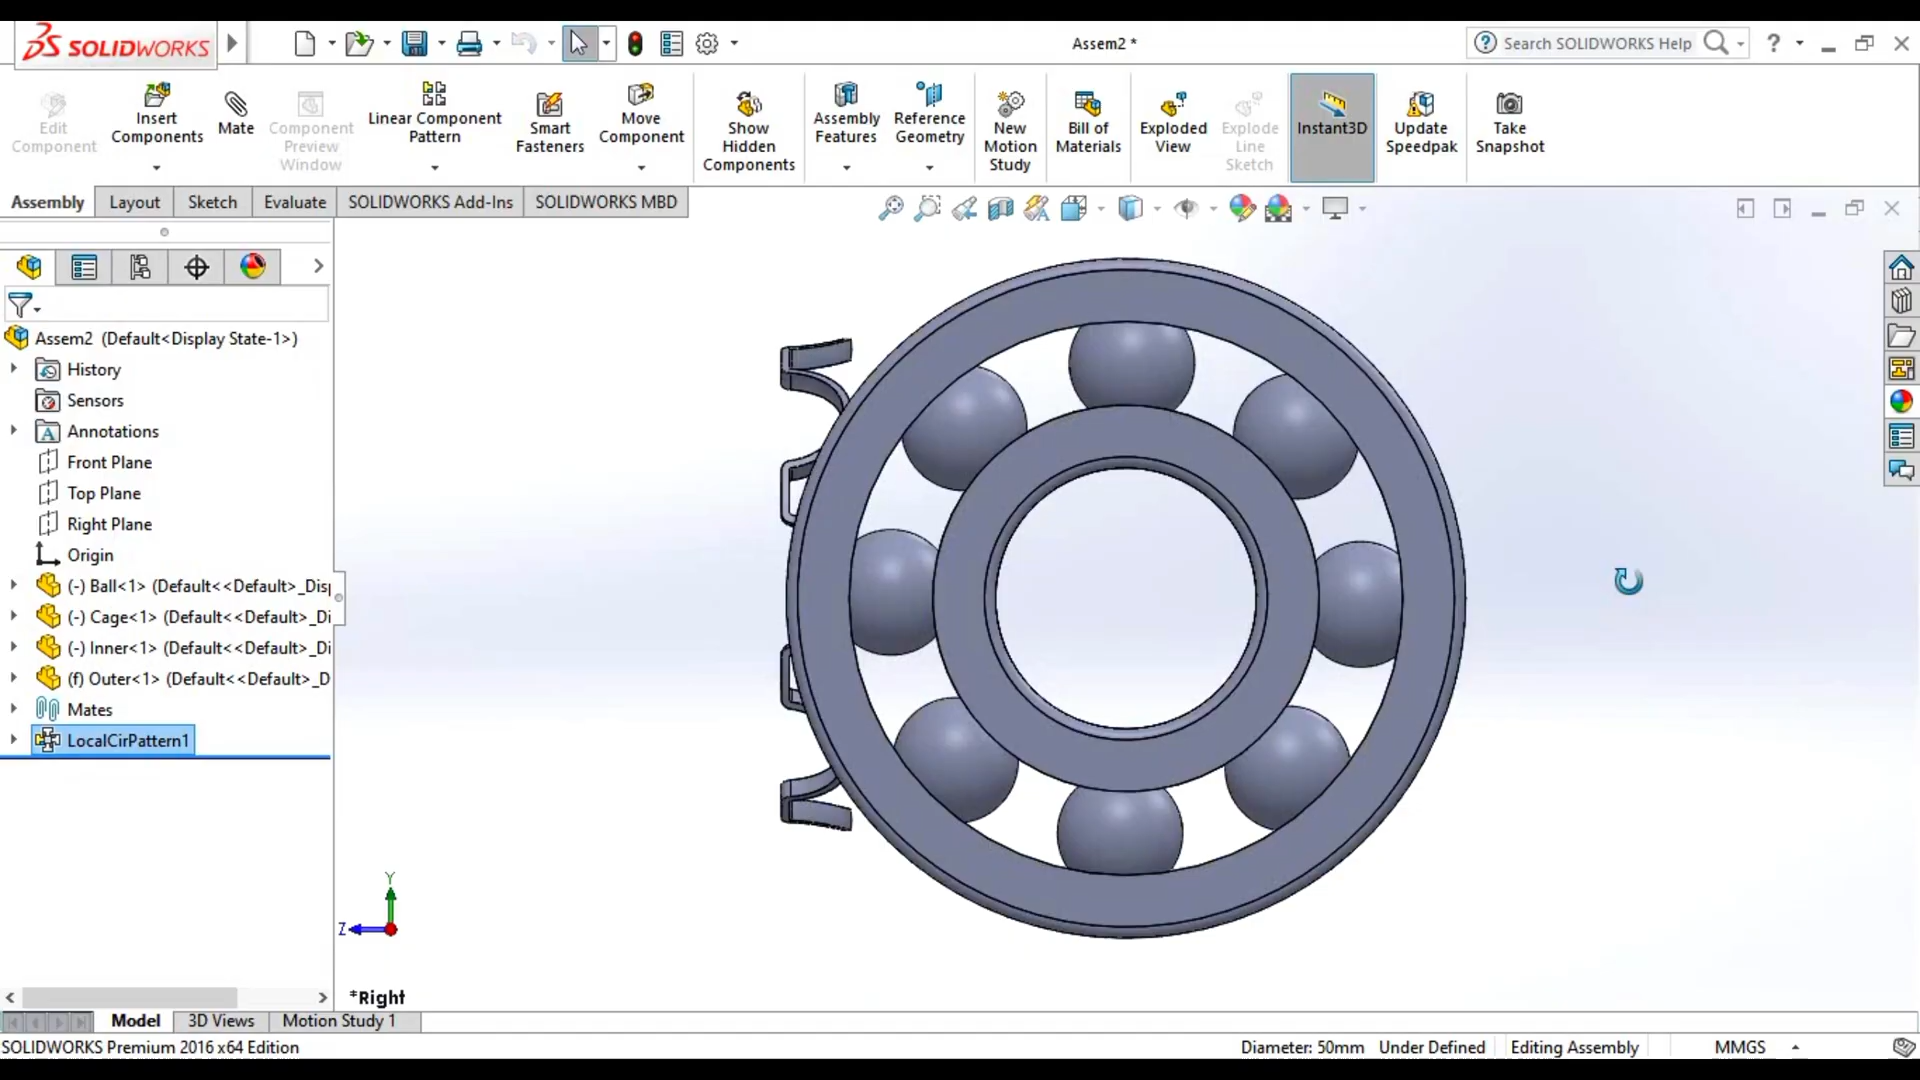 SOLIDWORKS
Assem2 *
Search SOLIDWORKS Help
?
Edit
Component
Insert
Components
Mate
Component
Preview
Window
Linear Component
Pattern
Smart
Fasteners
Move
Component
Show
Hidden
Components
Assembly
Features
Reference
Geometry
New
Motion
Study
Bill of
Materials
Exploded
View
Explode
Line
Sketch
Instant3D
Update
Speedpak
Take
Snapshot
Assembly
Layout
Sketch
Evaluate
SOLIDWORKS Add-Ins
SOLIDWORKS MBD
Assem2 (Default<Display State-1>)
History
Sensors
Annotations
Front Plane
Top Plane
Right Plane
Origin
(-) Ball<1> (Default<<Default>_Disp
(-) Cage<1> (Default<<Default>_Di
(-) Inner<1> (Default<<Default>_Di
(f) Outer<1> (Default<<Default>_D
Mates
LocalCirPattern1
Y
Z
*Right
Model
3D Views
Motion Study 1
SOLIDWORKS Premium 2016 x64 Edition
Diameter: 50mm
Under Defined
Editing Assembly
MMGS